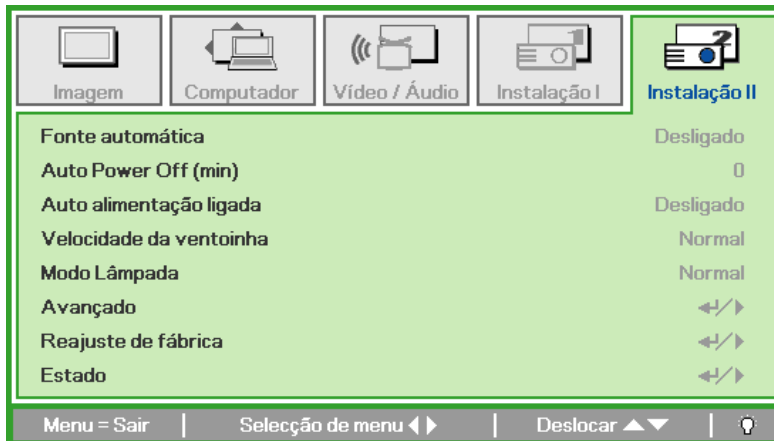 Imagem Computador Vídeo / Áudio Instalação I Instalação II
Fonte automática Desligado
Auto Power Off (min) 0
Auto alimentação ligada Desligado
Velocidade da ventoinha Normal
Modo Lâmpada Normal
Avançado
Reajuste de fábrica
Estado
Menu = Sair Selecção de menu Deslocar